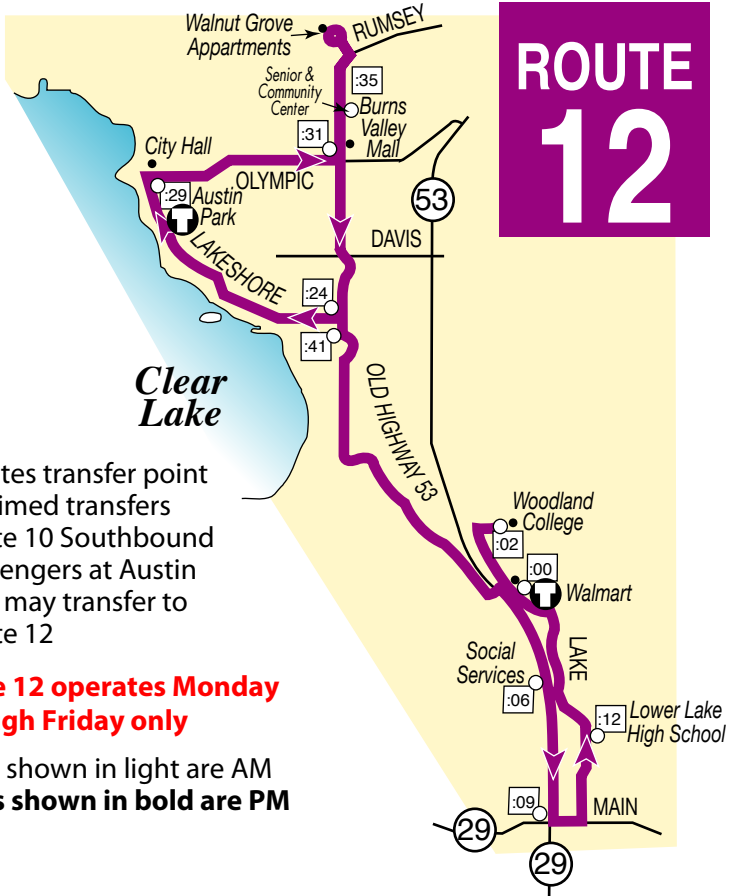 Walnut Grove
Appartments
RUMSEY
ROUTE
12
Senior &
Community
Center
:35
Burns
Valley
Mall
:31
City Hall
OLYMPIC
:29
Austin
Park
T
53
LAKESHORE
DAVIS
:24
:41
Clear
Lake
OLD HIGHWAY 53
tes transfer point
imed transfers
te 10 Southbound
engers at Austin
may transfer to
te 12
Woodland
College
:02
:00
T
Walmart
e 12 operates Monday
gh Friday only
Social
Services
:06
LAKE
:12
Lower Lake
High School
shown in light are AM
s shown in bold are PM
:09
MAIN
29
29